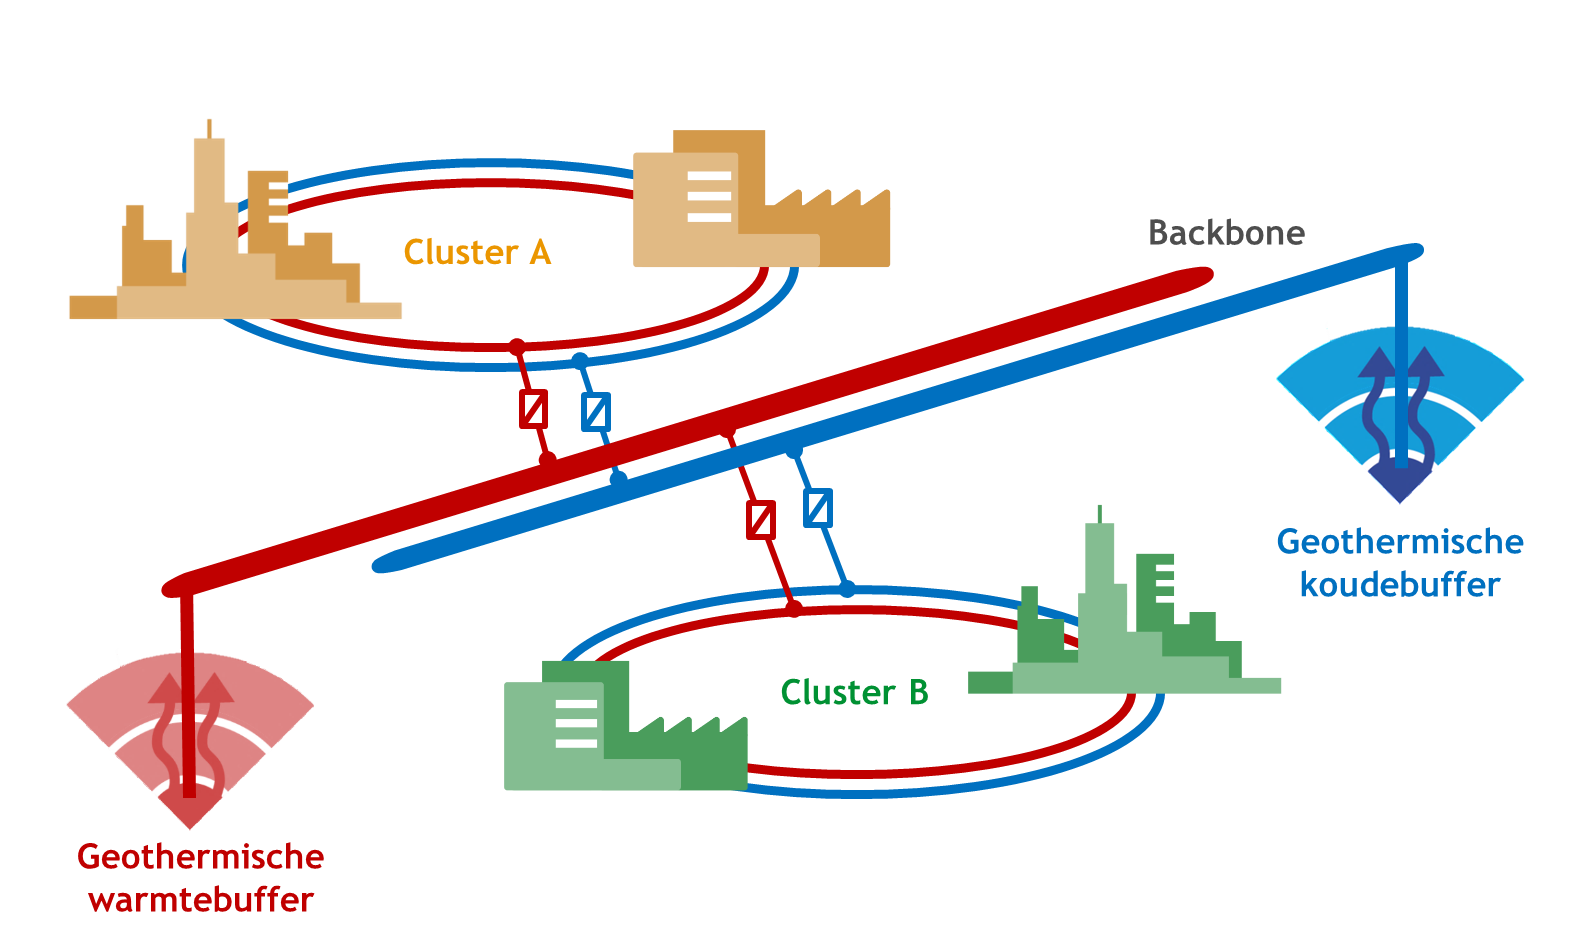 Backbone
Cluster A
Geothermische
koudebuffer
Cluster B
Geothermische
warmtebuffer